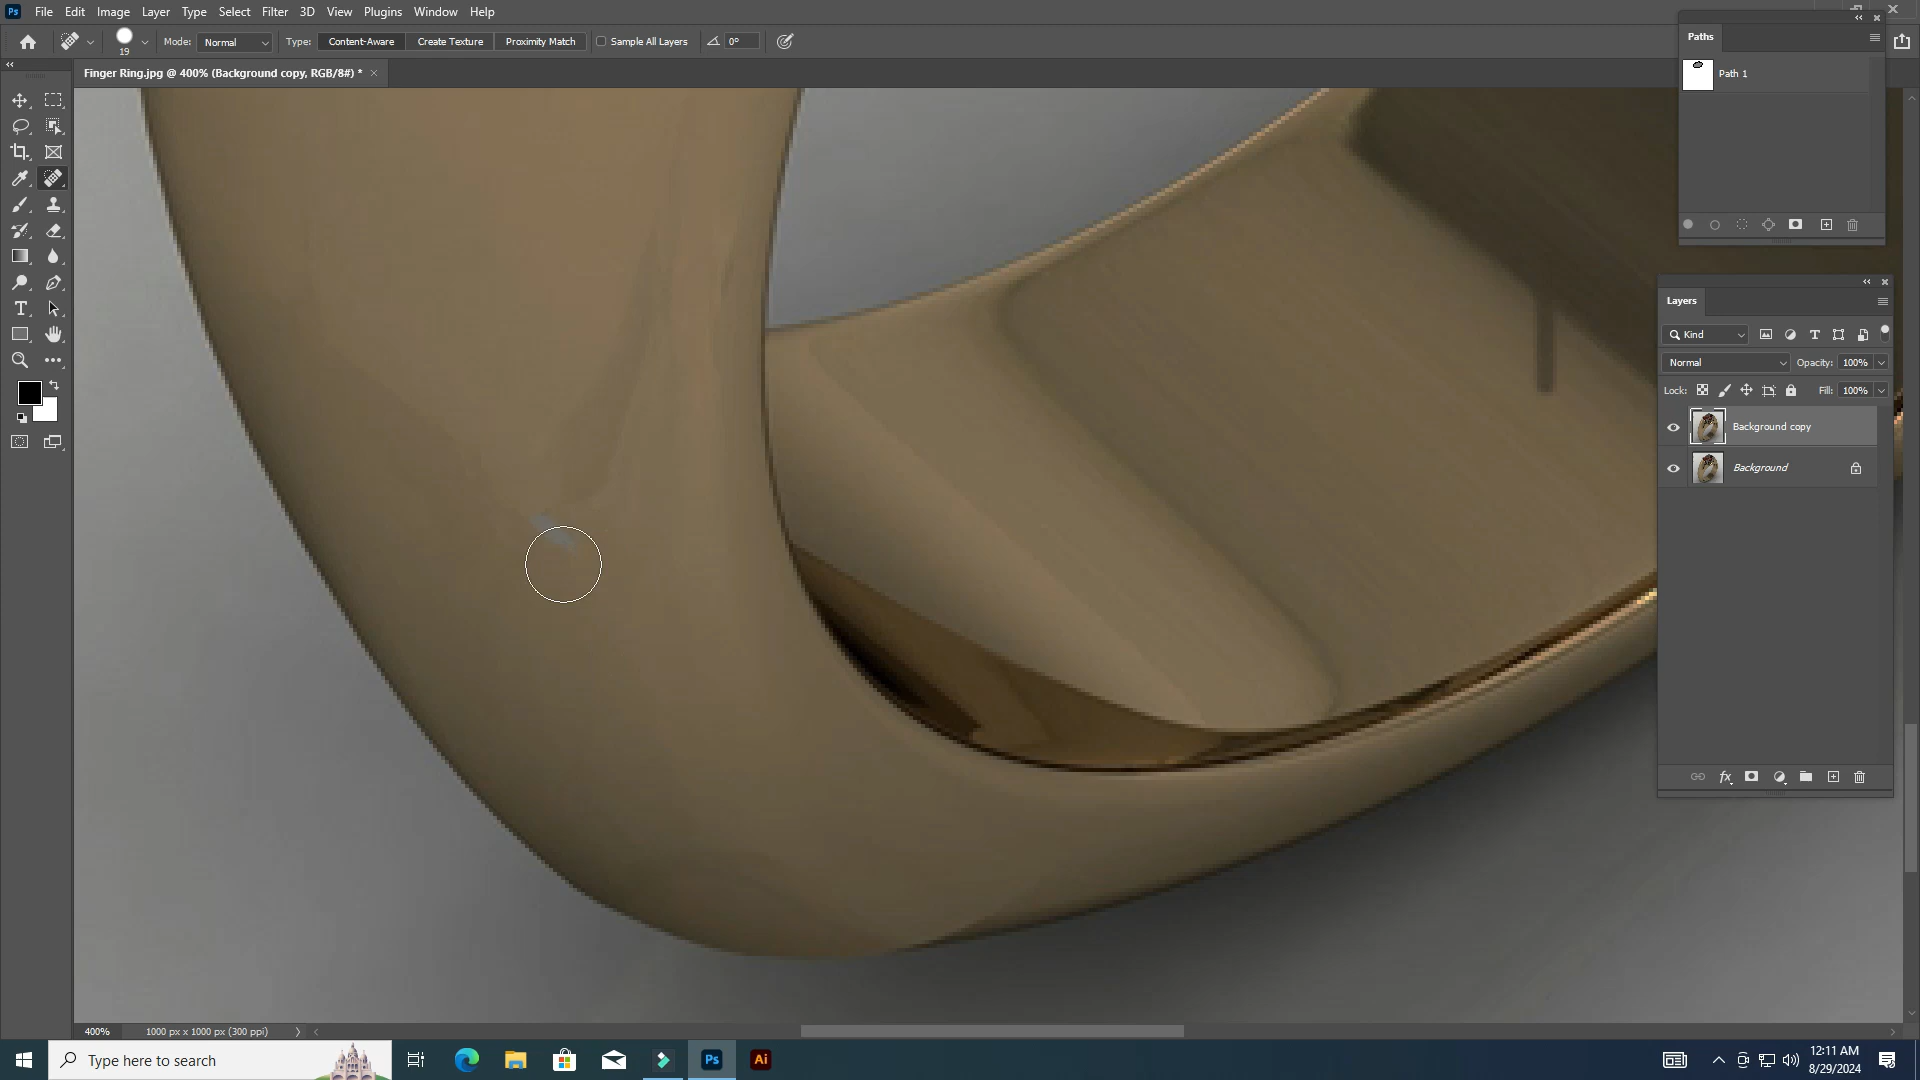 Ps File Edit Image Layer Type Select Filter 3D View Plugins Window Help
19 Mode: Normal Type: Content-Aware Create Texture Proximity Match Sample All Layers 0°
Finger Ring.jpg @ 400% (Background copy, RGB/8#) *
Paths
Path 1
Layers
Kind
Normal Opacity: 100%
Lock: Fill: 100%
Background copy
Background
fx
400% 1000 px x 1000 px (300 ppi)
Type here to search
Ps Ai
12:11 AM
8/29/2024